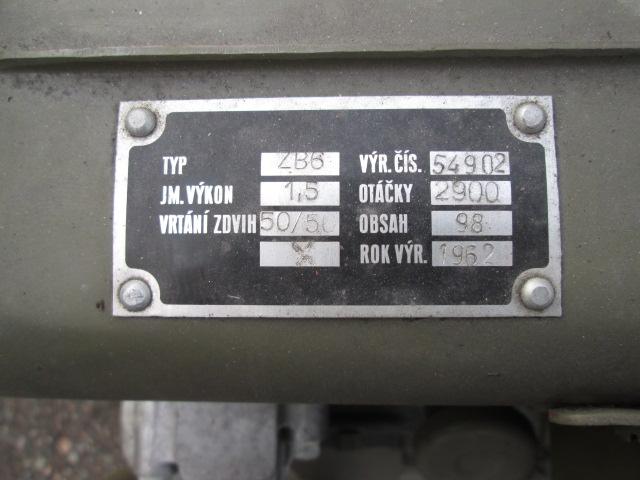 TYP ZB6 VÝR. ČÍS. 54902
JM. VÝKON 1,5 OTÁČKY 2900
VRTÁNÍ ZDVIH 50/50 OBSAH 98
X ROK VÝR. 1962